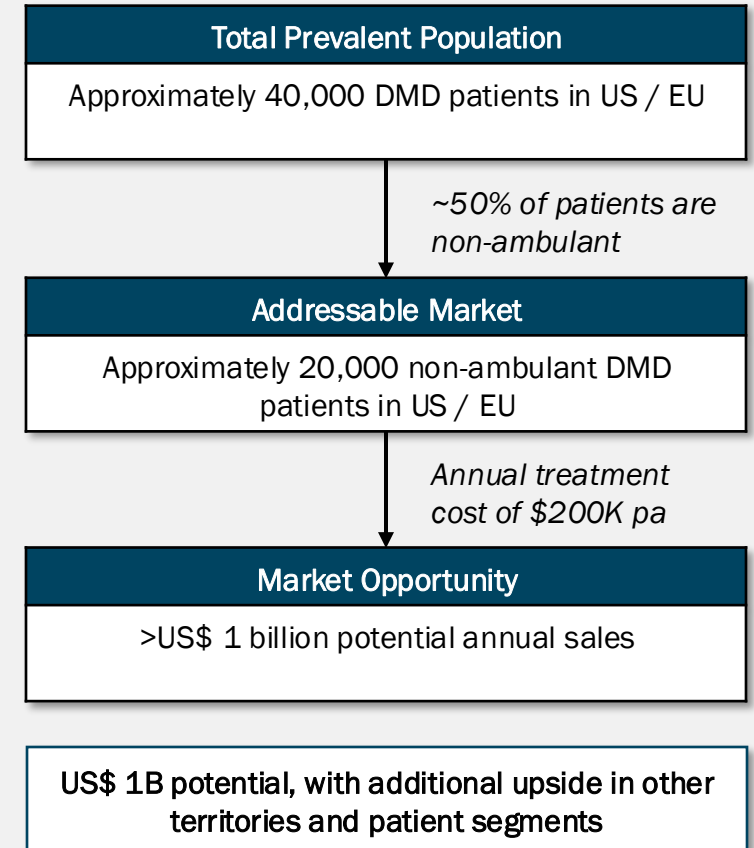 Total Prevalent Population
Approximately 40,000 DMD patients in US / EU
~50% of patients are
non-ambulant
Addressable Market
Approximately 20,000 non-ambulant DMD
patients in US / EU
Annual treatment
cost of $200K pa
Market Opportunity
>US$ 1 billion potential annual sales
US$ 1B potential, with additional upside in other
territories and patient segments